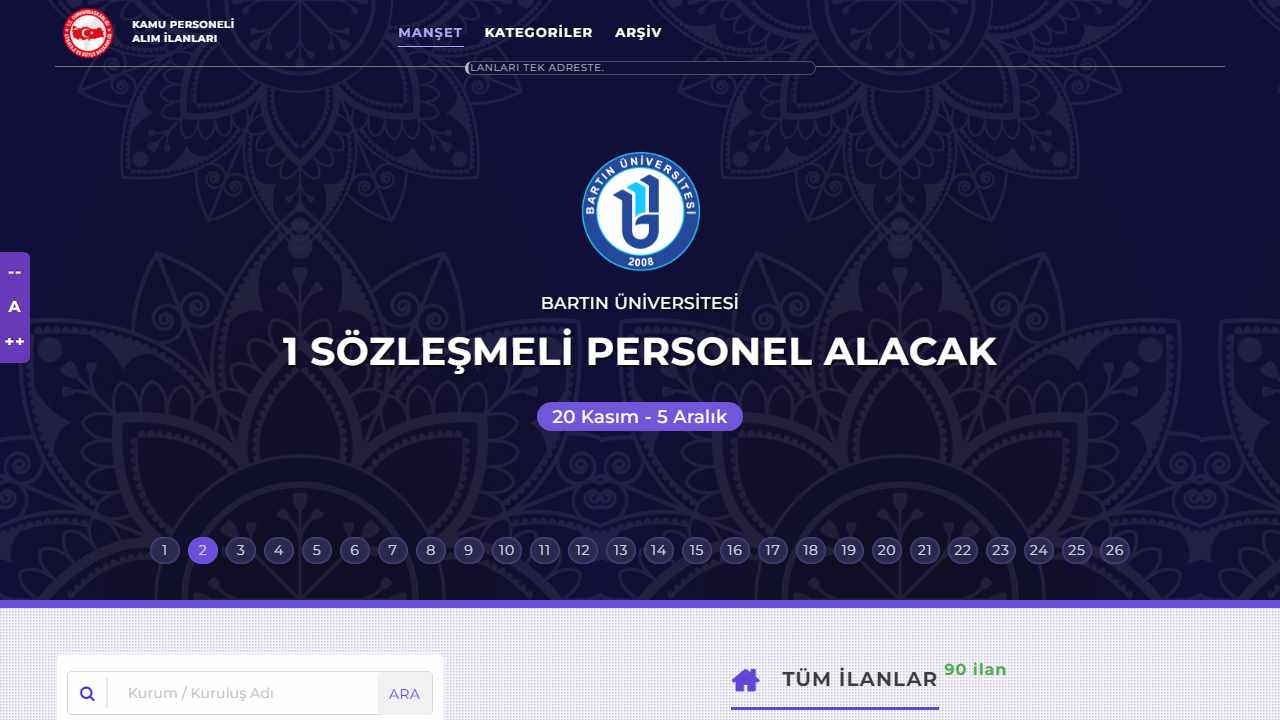 KAMU PERSONELİ
ALIM İLANLARI
MANŞET
KATEGORİLER
ARŞİV
LANLARI TEK ADRESTE.
BARTIN ÜNİVERSİTESİ
2008
BARTIN ÜNİVERSİTESİ
1 SÖZLEŞMELİ PERSONEL ALACAK
20 Kasım - 5 Aralık
--
A
++
1 2 3 4 5 6 7 8 9 10 11 12 13 14 15 16 17 18 19 20 21 22 23 24 25 26
Kurum / Kuruluş Adı
ARA
TÜM İLANLAR
90 ilan